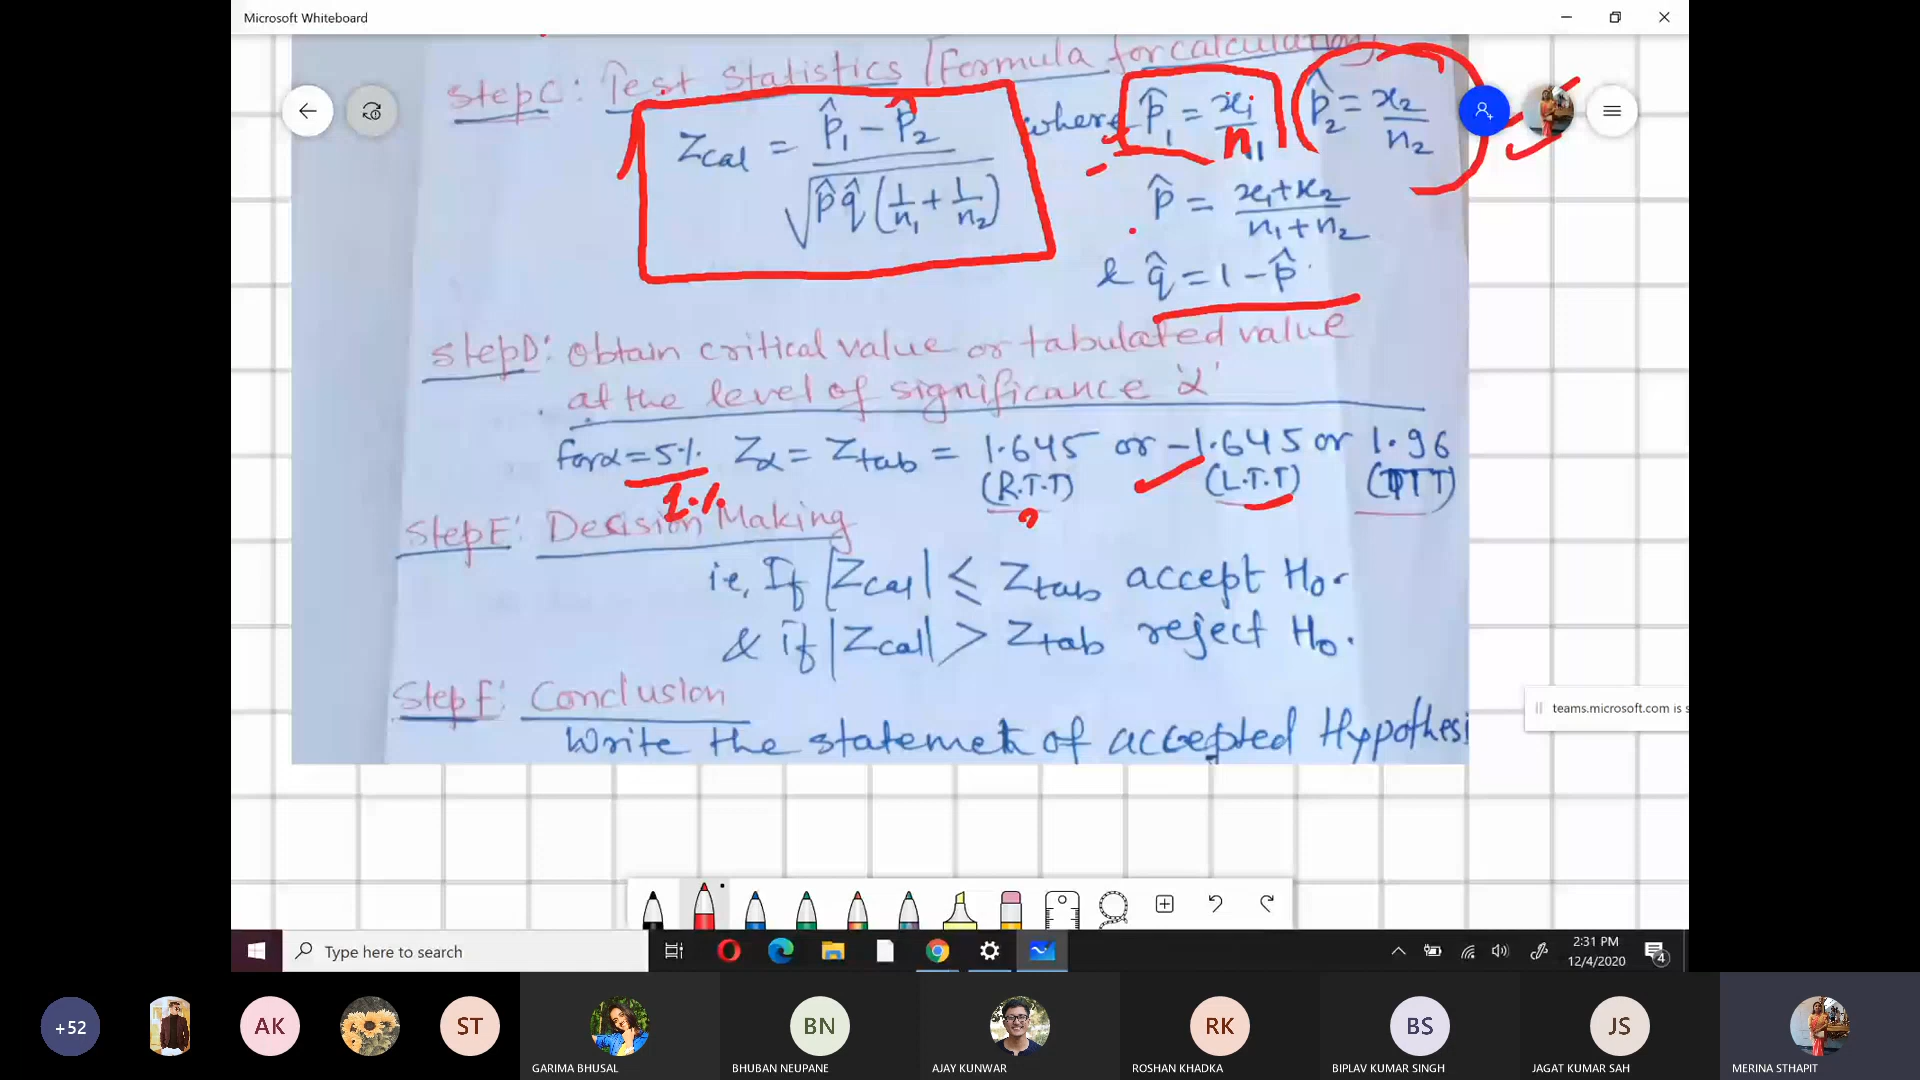 Microsoft Whiteboard
Step C: Test Statistics (Formula for calculation)
Zcal = p̂₁ − p̂₂ / √p̂q̂(1/n₁ + 1/n₂) where p̂₁ = x₁/n₁ p̂₂ = x₂/n₂
p̂ = x₁+x₂ / n₁+n₂
& q̂ = 1 − p̂
Step D: Obtain critical value or tabulated value
at the level of significance 'α'
for α = 5% Zα = Ztab = 1.645 or −1.645 or 1.96
(R.T.T) (L.T.T) (TTT)
1.%
Step E: Decision Making
ie, If |Zcal| ≤ Ztab accept H₀.
& if |Zcal| > Ztab reject H₀.
Step F: Conclusion
teams.microsoft.com is s
Write the statement of accepted Hypothesi
Type here to search
2:31 PM
12/4/2020
4
+52
AK
ST
BN
RK
BS
JS
GARIMA BHUSAL
BHUBAN NEUPANE
AJAY KUNWAR
ROSHAN KHADKA
BIPLAV KUMAR SINGH
JAGAT KUMAR SAH
MERINA STHAPIT